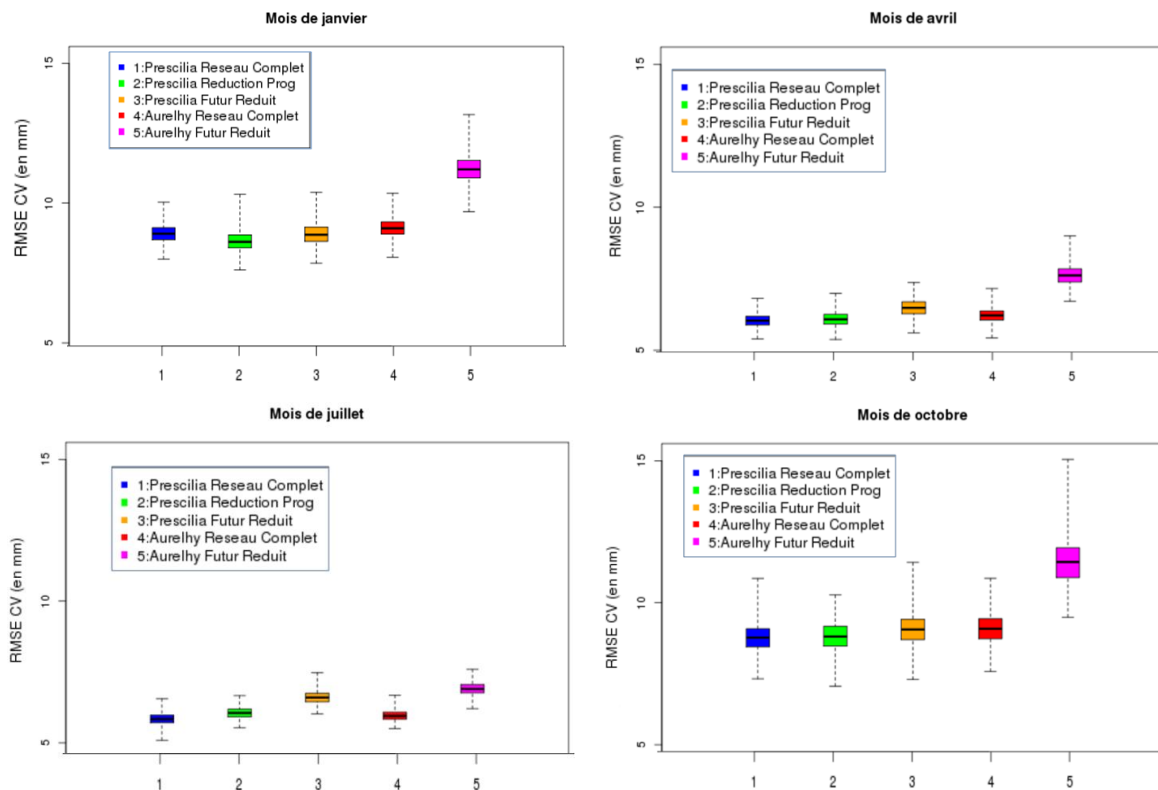 Mois de janvier
RMSE CV (en mm)
15
10
5
1:Prescilia Reseau Complet
2:Prescilia Reduction Prog
3:Prescilia Futur Reduit
4:Aurelhy Reseau Complet
5:Aurelhy Futur Reduit
1 2 3 4 5
Mois de avril
RMSE CV (en mm)
15
10
5
1:Prescilia Reseau Complet
2:Prescilia Reduction Prog
3:Prescilia Futur Reduit
4:Aurelhy Reseau Complet
5:Aurelhy Futur Reduit
1 2 3 4 5
Mois de juillet
RMSE CV (en mm)
15
10
5
1:Prescilia Reseau Complet
2:Prescilia Reduction Prog
3:Prescilia Futur Reduit
4:Aurelhy Reseau Complet
5:Aurelhy Futur Reduit
1 2 3 4 5
Mois de octobre
RMSE CV (en mm)
15
10
5
1:Prescilia Reseau Complet
2:Prescilia Reduction Prog
3:Prescilia Futur Reduit
4:Aurelhy Reseau Complet
5:Aurelhy Futur Reduit
1 2 3 4 5